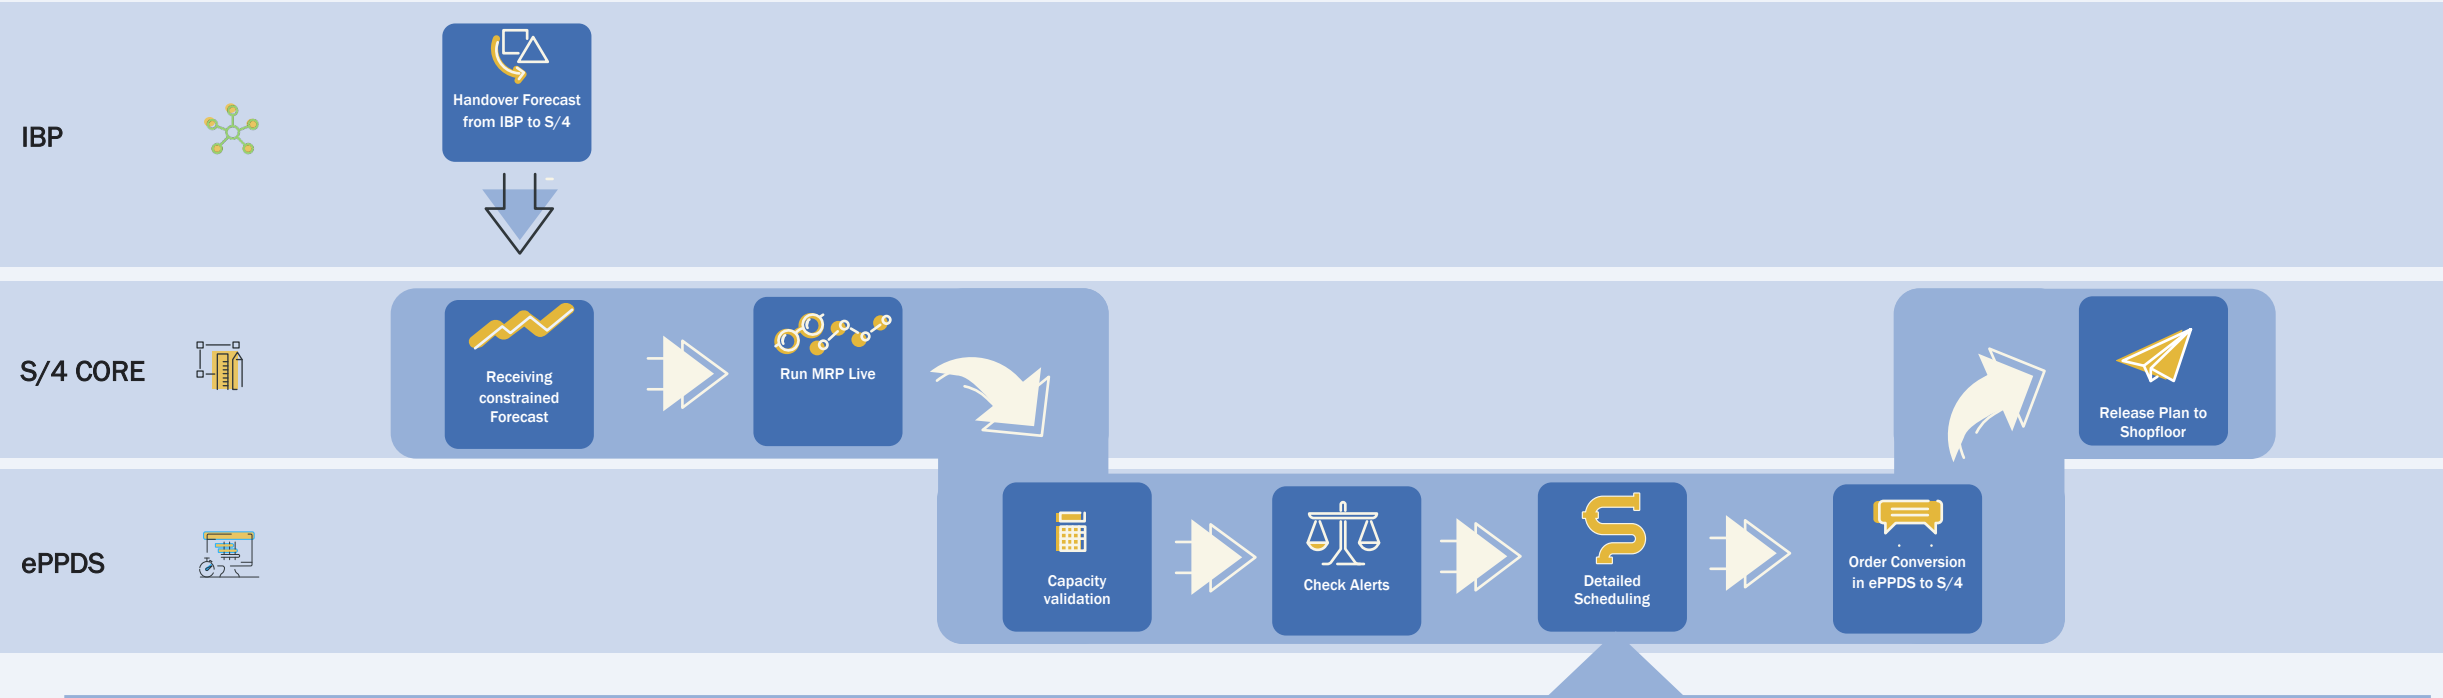 IBP
Handover Forecast
from IBP to S/4
S/4 CORE
Receiving
constrained
Forecast
Run MRP Live
Release Plan to
Shopfloor
ePPDS
Capacity
validation
Check Alerts
Detailed
Scheduling
Order Conversion
in ePPDS to S/4